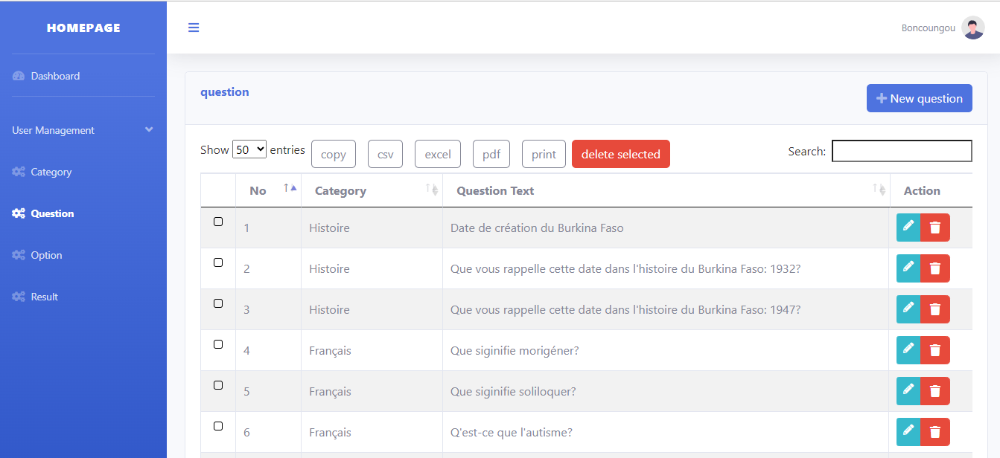 HOMEPAGE
Boncoungou
Dashboard
User Management
Category
Question
Option
Result
question
New question
Show 50 entries copy csv excel pdf print delete selected Search:
No Category Question Text Action
1 Histoire Date de création du Burkina Faso
2 Histoire Que vous rappelle cette date dans l'histoire du Burkina Faso: 1932?
3 Histoire Que vous rappelle cette date dans l'histoire du Burkina Faso: 1947?
4 Français Que siginifie morigéner?
5 Français Que siginifie soliloquer?
6 Français Q'est-ce que l'autisme?